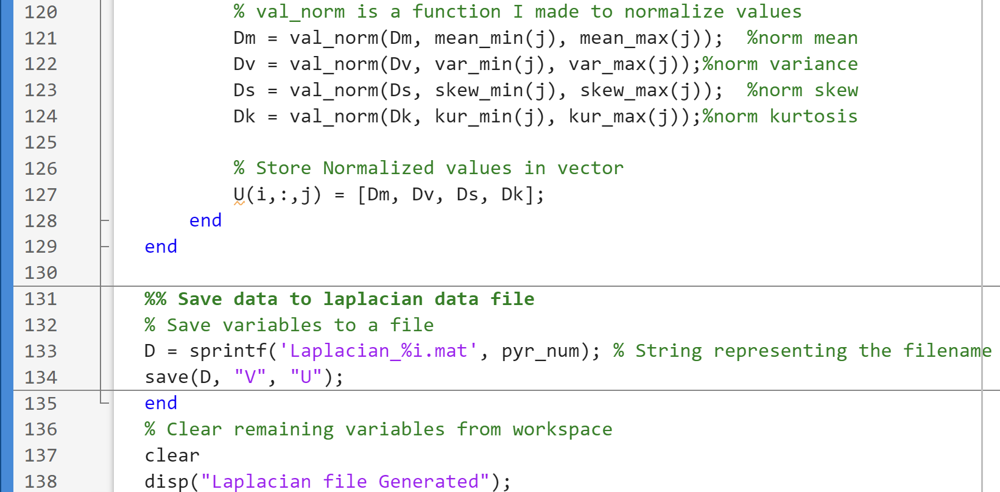 120 % val_norm is a function I made to normalize values
121 Dm = val_norm(Dm, mean_min(j), mean_max(j));  %norm mean
122 Dv = val_norm(Dv, var_min(j), var_max(j));%norm variance
123 Ds = val_norm(Ds, skew_min(j), skew_max(j));  %norm skew
124 Dk = val_norm(Dk, kur_min(j), kur_max(j));%norm kurtosis
125
126 % Store Normalized values in vector
127 U(i,:,j) = [Dm, Dv, Ds, Dk];
128 end
129 end
130
131 %% Save data to laplacian data file
132 % Save variables to a file
133 D = sprintf('Laplacian_%i.mat', pyr_num); % String representing the filename
134 save(D, "V", "U");
135 end
136 % Clear remaining variables from workspace
137 clear
138 disp("Laplacian file Generated");